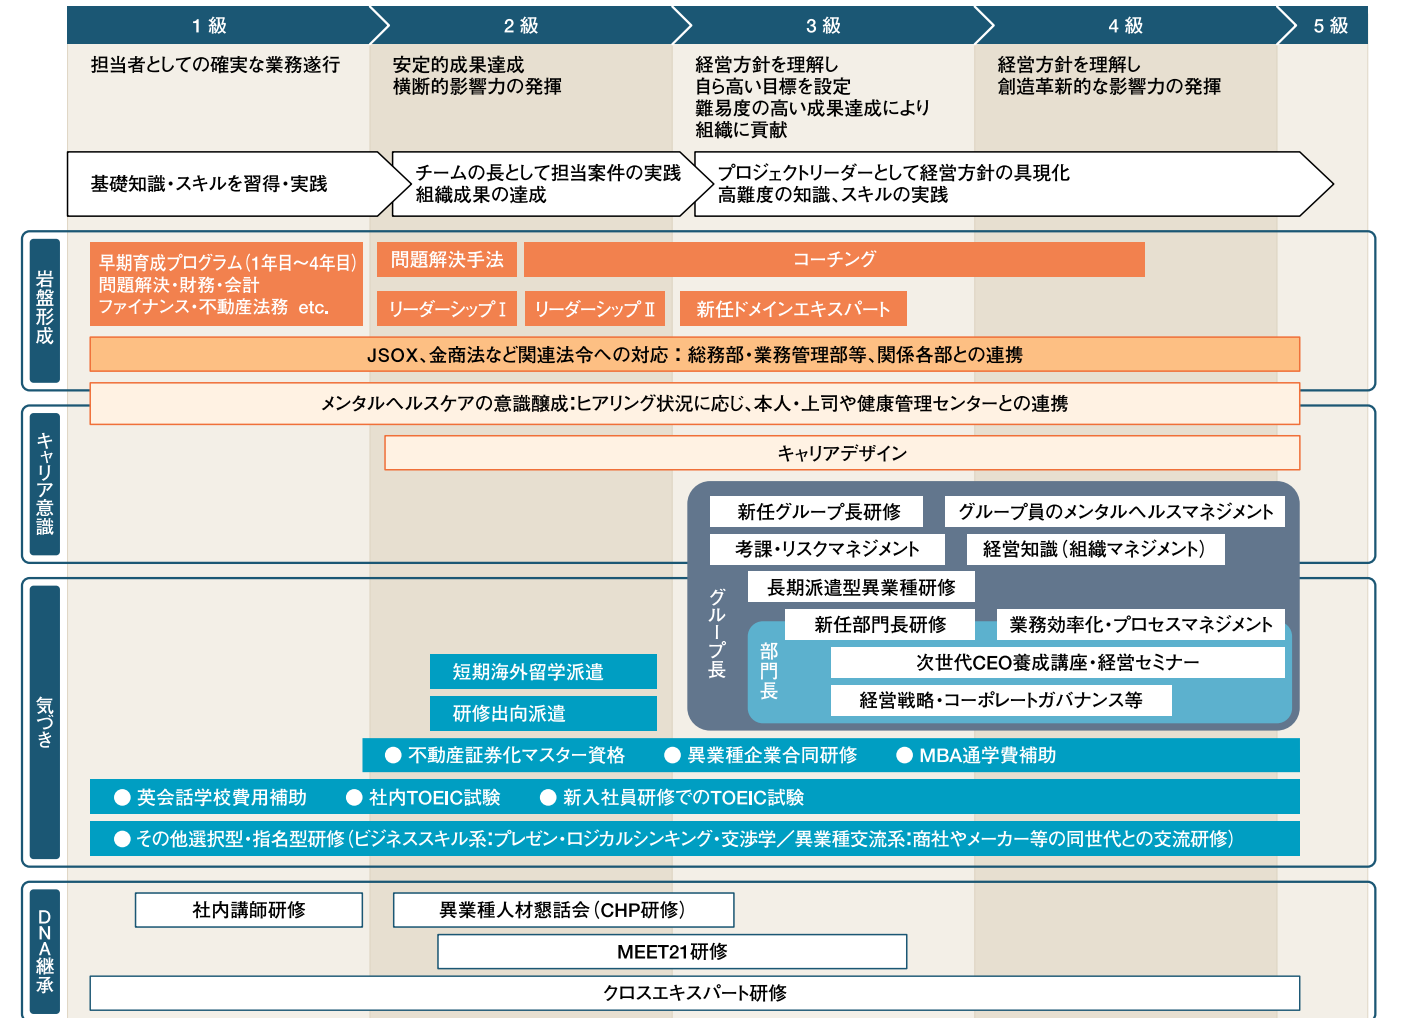 1 級
2 級
3 級
4 級
5 級
担当者としての確実な業務遂行
安定的成果達成
横断的影響力の発揮
経営方針を理解し
自ら高い目標を設定
難易度の高い成果達成により
組織に貢献
経営方針を理解し
創造革新的な影響力の発揮
基礎知識・スキルを習得・実践
チームの長として担当案件の実践
組織成果の達成
プロジェクトリーダーとして経営方針の具現化
高難度の知識、スキルの実践
岩盤形成
早期育成プログラム(1年目〜4年目)
問題解決・財務・会計
ファイナンス・不動産法務 etc.
問題解決手法
コーチング
リーダーシップⅠ
リーダーシップⅡ
新任ドメインエキスパート
JSOX、金商法など関連法令への対応：総務部・業務管理部等、関係各部との連携
メンタルヘルスケアの意識醸成:ヒアリング状況に応じ、本人・上司や健康管理センターとの連携
キャリア意識
キャリアデザイン
新任グループ長研修
グループ員のメンタルヘルスマネジメント
考課・リスクマネジメント
経営知識(組織マネジメント)
グループ長
長期派遣型異業種研修
新任部門長研修
業務効率化・プロセスマネジメント
部門長
次世代CEO養成講座・経営セミナー
経営戦略・コーポレートガバナンス等
気づき
短期海外留学派遣
研修出向派遣
● 不動産証券化マスター資格
● 異業種企業合同研修
● MBA通学費補助
● 英会話学校費用補助
● 社内TOEIC試験
● 新入社員研修でのTOEIC試験
● その他選択型・指名型研修(ビジネススキル系:プレゼン・ロジカルシンキング・交渉学／異業種交流系:商社やメーカー等の同世代との交流研修)
DNA継承
社内講師研修
異業種人材懇話会(CHP研修)
MEET21研修
クロスエキスパート研修